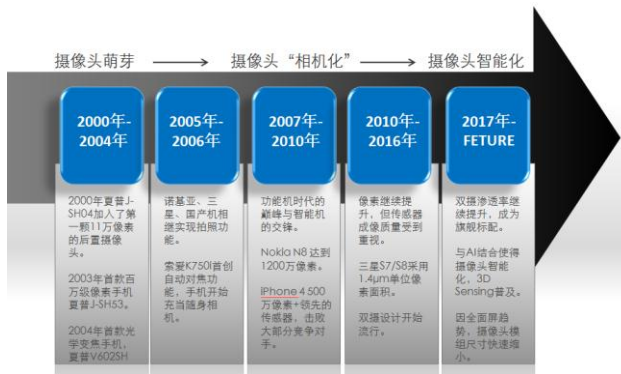 摄像头萌芽
摄像头“相机化”
摄像头智能化
2000年-
2004年
2005年-
2006年
2007年-
2010年
2010年-
2016年
2017年-
FETURE
2000年夏普J-
SH04加入了第
一颗11万像素
的后置摄像
头。
2003年首款百
万级像素手机
夏普J-SH53。
2004年首款光
学变焦手机，
夏普V602SH
诺基亚、三
星、国产机相
继实现拍照功
能。
索爱K750i首创
自动对焦功
能，手机开始
充当随身相
机。
功能机时代的
巅峰与智能机
的交锋。
Nokia N8 达到
1200万像素。
iPhone 4 500
万像素+领先的
传感器，击败
大部分竞争对
手。
像素继续提
升，但传感器
成像质量受到
重视。
三星S7/S8采用
1.4μm单位像
素面积。
双摄设计开始
流行。
双摄渗透率继
续提升，成为
旗舰标配。
与AI结合使得
摄像头智能
化，3D
Sensing普及。
因全面屏趋
势，摄像头模
组尺寸快速缩
小。